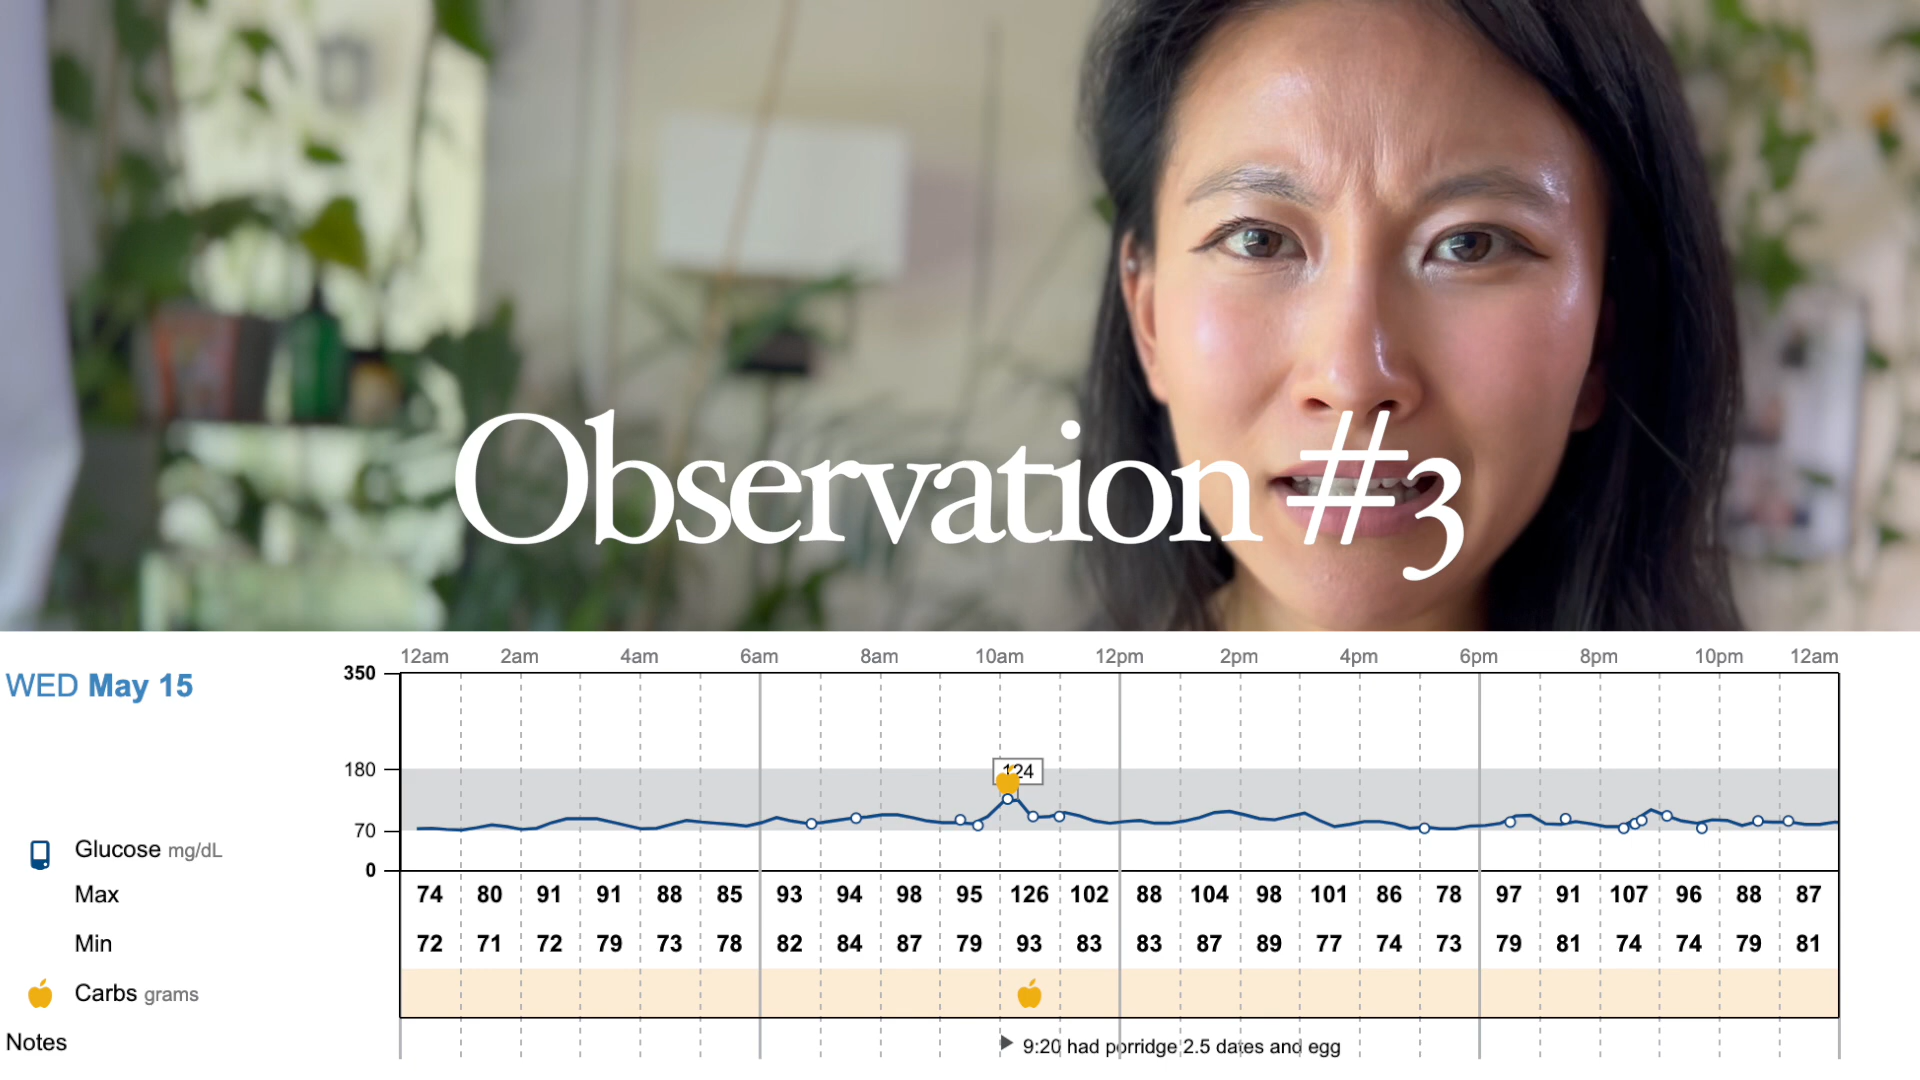 Observation #3
WED May 15
12am 2am 4am 6am 8am 10am 12pm 2pm 4pm 6pm 8pm 10pm 12am
350
180
124
70
0
Glucose mg/dL
Max 74 80 91 91 88 85 93 94 98 95 126 102 88 104 98 101 86 78 97 91 107 96 88 87
Min 72 71 72 79 73 78 82 84 87 79 93 83 83 87 89 77 74 73 79 81 74 74 79 81
Carbs grams
Notes 9:20 had porridge 2.5 dates and egg